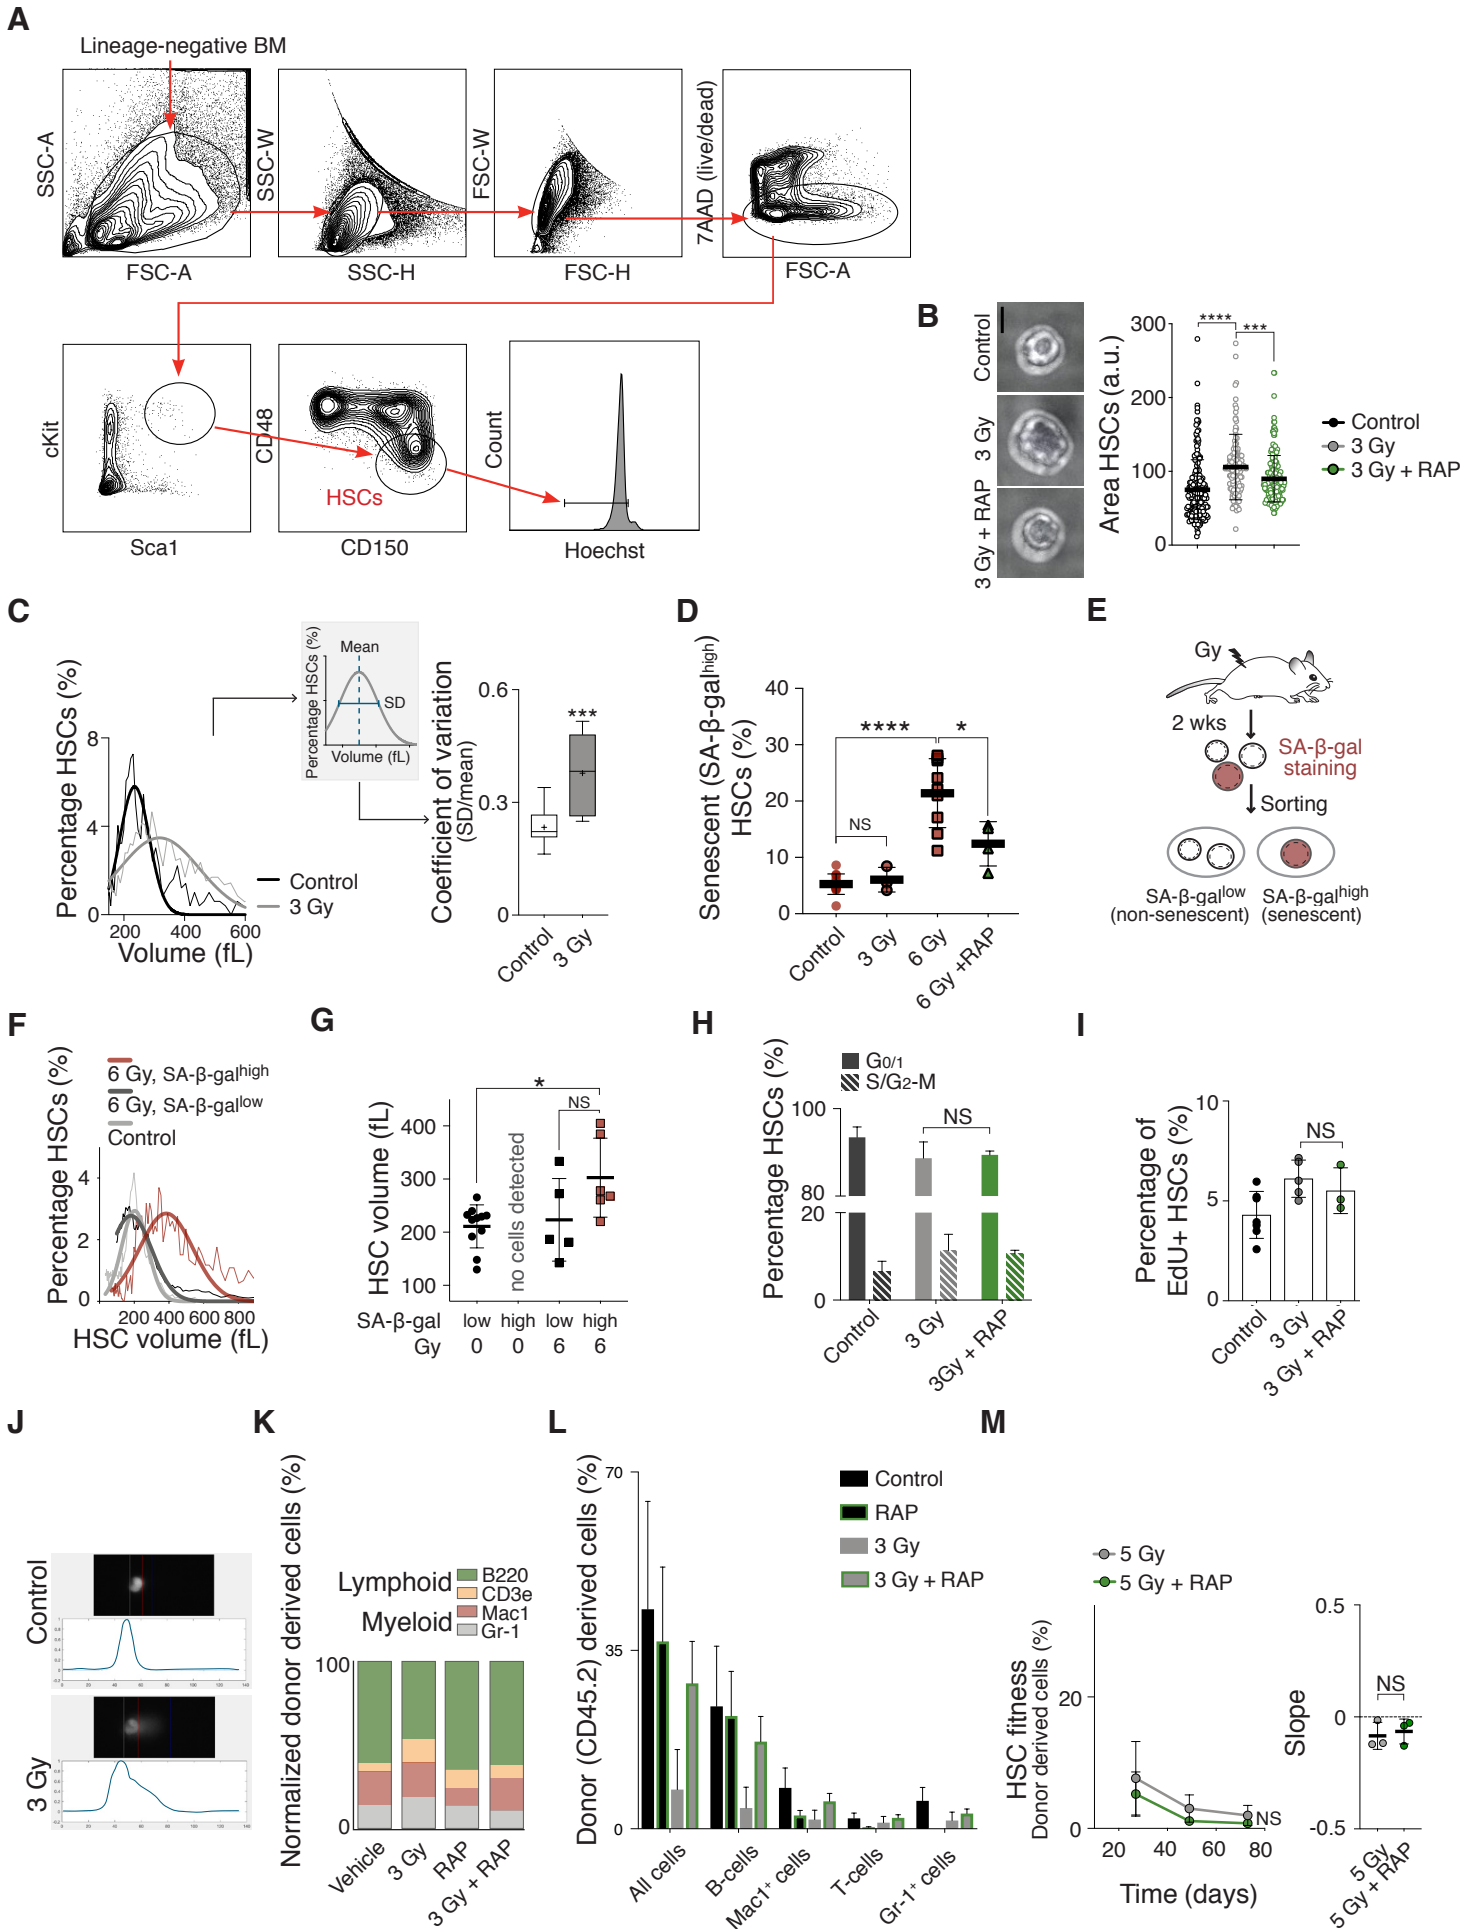 A
Lineage-negative BM
SSC-A
FSC-A
SSC-W
SSC-H
FSC-W
FSC-H
7AAD (live/dead)
FSC-A
cKit
Sca1
CD48
HSCs
CD150
Count
Hoechst
B
Control
3 Gy
3 Gy + RAP
Area HSCs (a.u.)
300
200
100
0
****
***
Control
3 Gy
3 Gy + RAP
C
Percentage HSCs (%)
8
4
0
200 400 600
Volume (fL)
Control
3 Gy
Percentage HSCs (%)
Mean
SD
Volume (fL)
Coefficient of variation
(SD/mean)
0.6
0.3
0
***
Control
3 Gy
D
Senescent (SA-β-galhigh)
HSCs (%)
40
30
20
10
0
NS
****
*
Control
3 Gy
6 Gy
6 Gy +RAP
E
Gy
2 wks
SA-β-gal
staining
Sorting
SA-β-gallow
(non-senescent)
SA-β-galhigh
(senescent)
F
6 Gy, SA-β-galhigh
6 Gy, SA-β-gallow
Control
Percentage HSCs (%)
4
2
0
200 400 600 800
HSC volume (fL)
G
HSC volume (fL)
400
300
200
100
*
NS
no cells detected
SA-β-gal low high low high
Gy 0 0 6 6
H
G0/1
S/G2-M
Percentage HSCs (%)
100
80
20
0
NS
Control
3 Gy
3Gy + RAP
I
Percentage of
EdU+ HSCs (%)
10
5
0
NS
Control
3 Gy
3 Gy + RAP
J
Control
3 Gy
K
Normalized donor derived cells (%)
Lymphoid
Myeloid
B220
CD3e
Mac1
Gr-1
100
0
Vehicle
3 Gy
RAP
3 Gy + RAP
L
Donor (CD45.2) derived cells (%)
70
35
0
Control
RAP
3 Gy
3 Gy + RAP
All cells
B-cells
Mac1+ cells
T-cells
Gr-1+ cells
M
5 Gy
5 Gy + RAP
HSC fitness
Donor derived cells (%)
20
0
NS
20 40 60 80
Time (days)
Slope
0.5
0
-0.5
NS
5 Gy
5 Gy + RAP